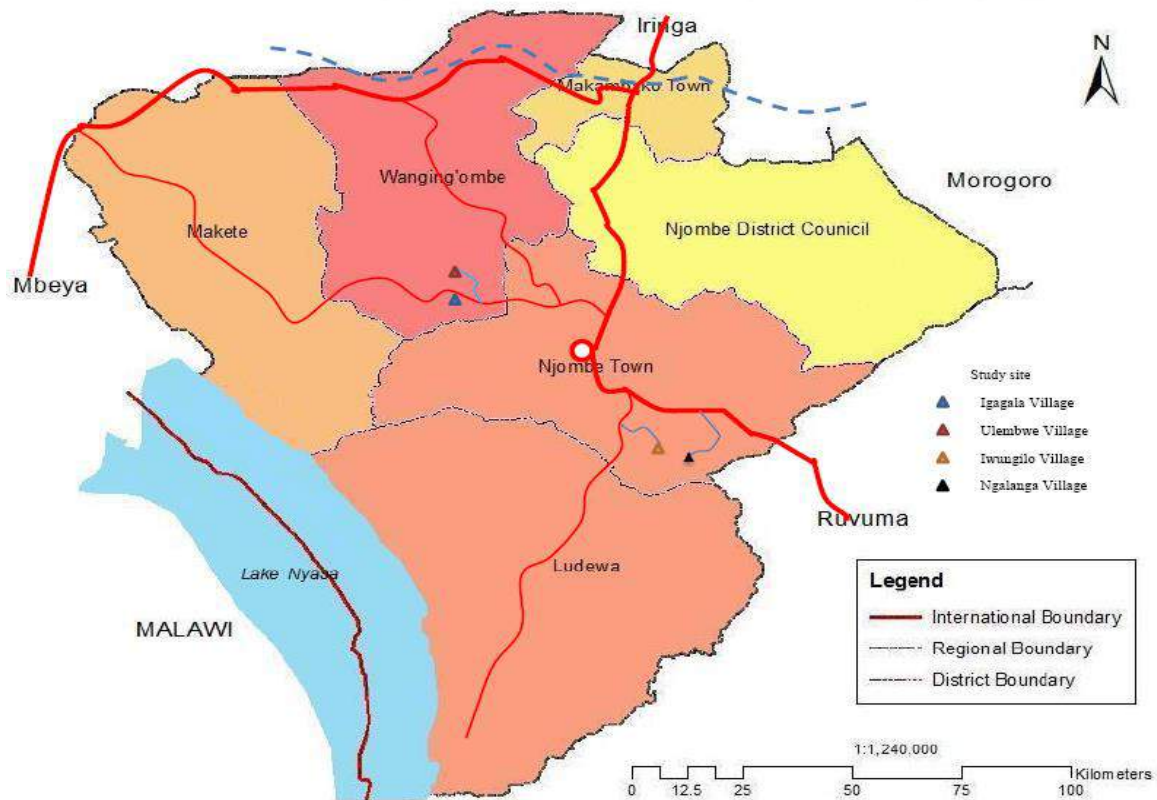 Iringa
N
Makambako Town
Morogoro
Wanging'ombe
Njombe District Counicil
Makete
Mbeya
Njombe Town
Study site
Igagala Village
Ulembwe Village
Iwungilo Village
Ngalanga Village
Ruvuma
Ludewa
Lake Nyasa
MALAWI
Legend
International Boundary
Regional Boundary
District Boundary
1:1,240,000
0 12.5 25 50 75 100 Kilometers